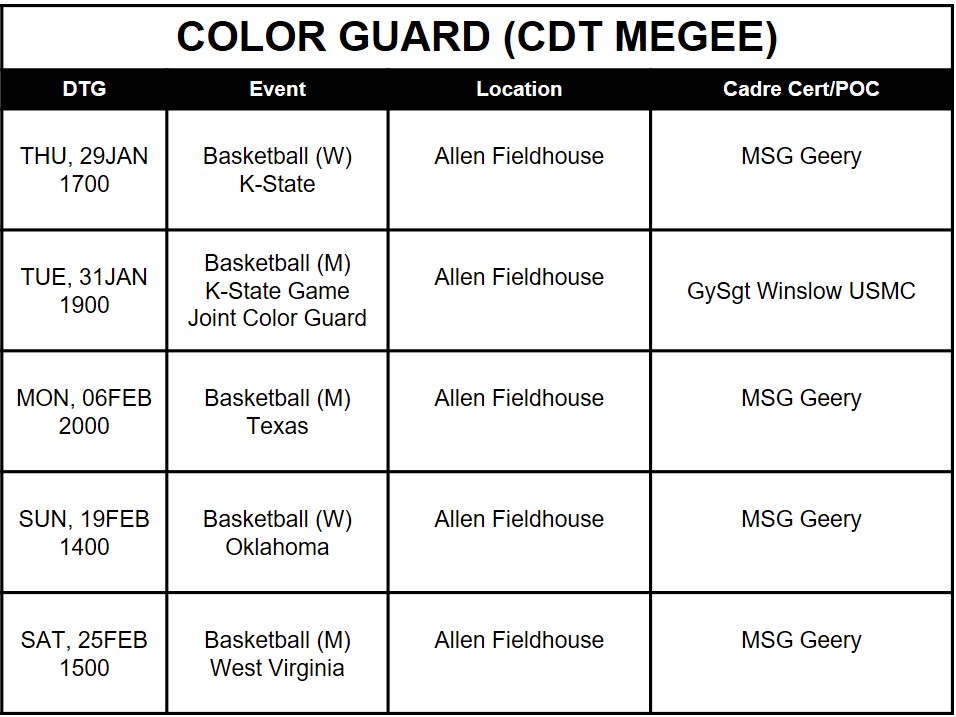 COLOR GUARD (CDT MEGEE)
DTG Event Location Cadre Cert/POC
THU, 29JAN
1700
Basketball (W)
K-State
Allen Fieldhouse
MSG Geery
TUE, 31JAN
1900
Basketball (M)
K-State Game
Joint Color Guard
Allen Fieldhouse
GySgt Winslow USMC
MON, 06FEB
2000
Basketball (M)
Texas
Allen Fieldhouse
MSG Geery
SUN, 19FEB
1400
Basketball (W)
Oklahoma
Allen Fieldhouse
MSG Geery
SAT, 25FEB
1500
Basketball (M)
West Virginia
Allen Fieldhouse
MSG Geery